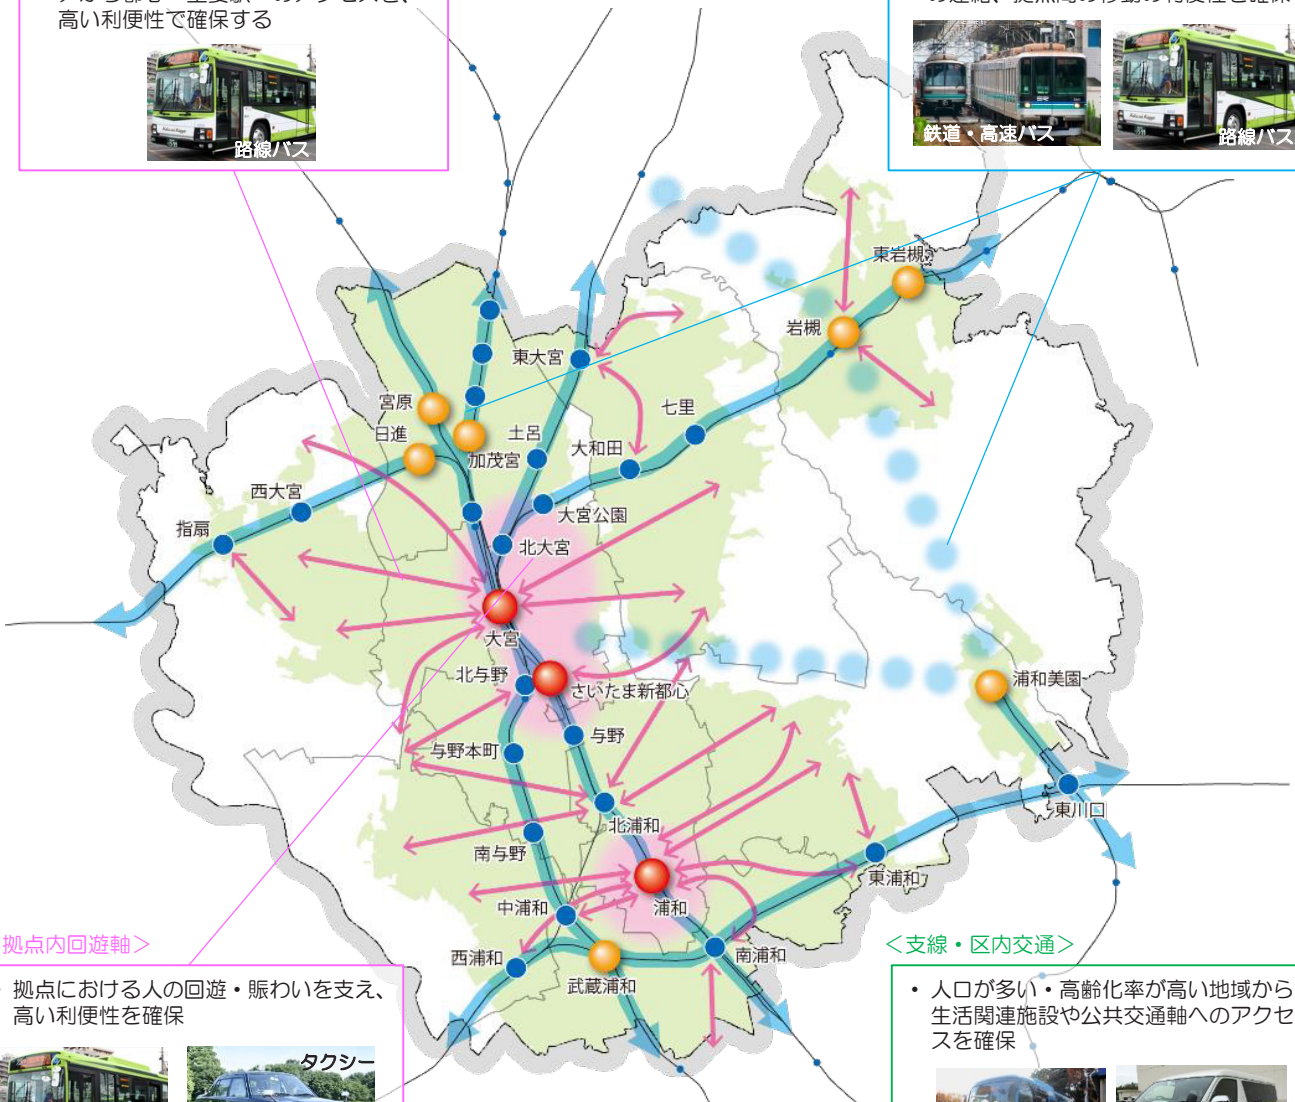 高い利便性で確保する
路線バス
鉄道・高速バス
路線バス
東岩槻
岩槻
東大宮
宮原
七里
日進
土呂
大和田
加茂宮
西大宮
大宮公園
指扇
北大宮
大宮
北与野
さいたま新都心
浦和美園
与野
与野本町
東川口
北浦和
南与野
東浦和
中浦和
浦和
西浦和
南浦和
武蔵浦和
拠点内回遊軸＞
拠点における人の回遊・賑わいを支え、
高い利便性を確保
タクシー
＜支線・区内交通＞
• 人口が多い・高齢化率が高い地域から
生活関連施設や公共交通軸へのアクセ
スを確保